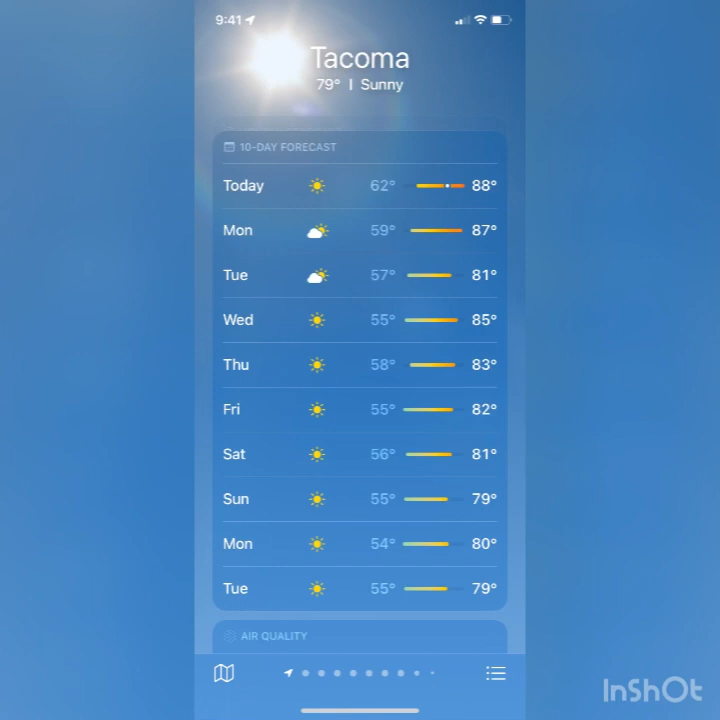 9:41
Tacoma
79° | Sunny
10-DAY FORECAST
Today 62° 88°
Mon 59° 87°
Tue 57° 81°
Wed 55° 85°
Thu 58° 83°
Fri 55° 82°
Sat 56° 81°
Sun 55° 79°
Mon 54° 80°
Tue 55° 79°
AIR QUALITY
InShOt